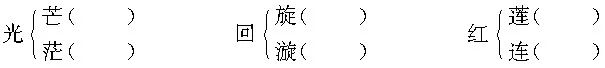 光{芒(　　)
茫(　　)
回{旋(　　)
漩(　　)
红{莲(　　)
连(　　)